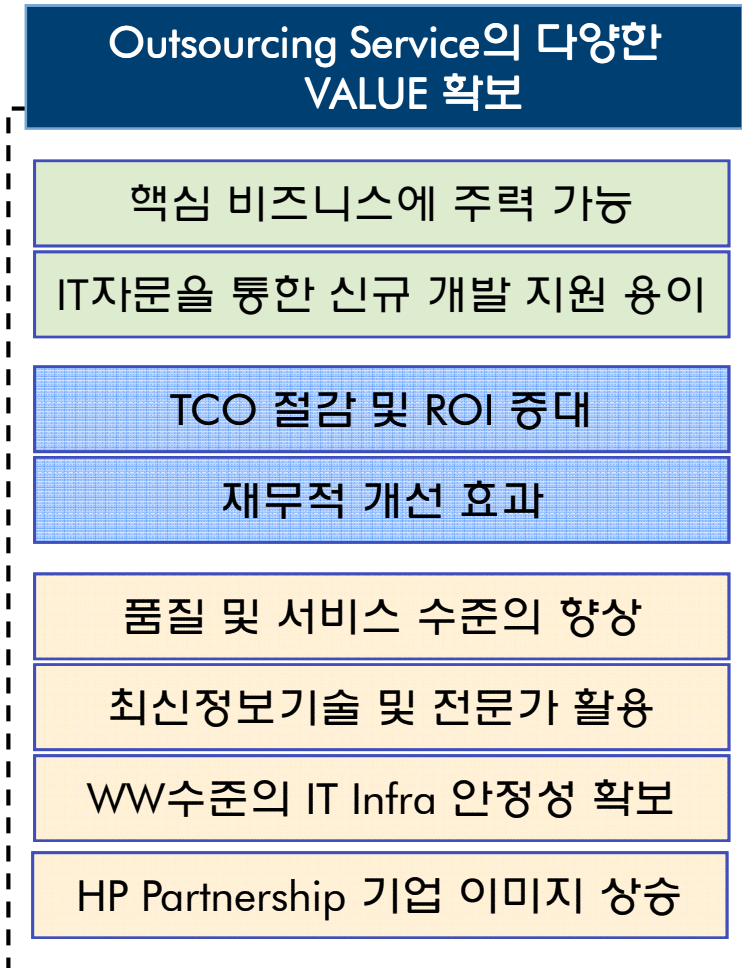 Outsourcing Service의 다양한
VALUE 확보
핵심 비즈니스에 주력 가능
IT자문을 통한 신규 개발 지원 용이
TCO 절감 및 ROI 증대
재무적 개선 효과
품질 및 서비스 수준의 향상
최신정보기술 및 전문가 활용
WW수준의 IT Infra 안정성 확보
HP Partnership 기업 이미지 상승